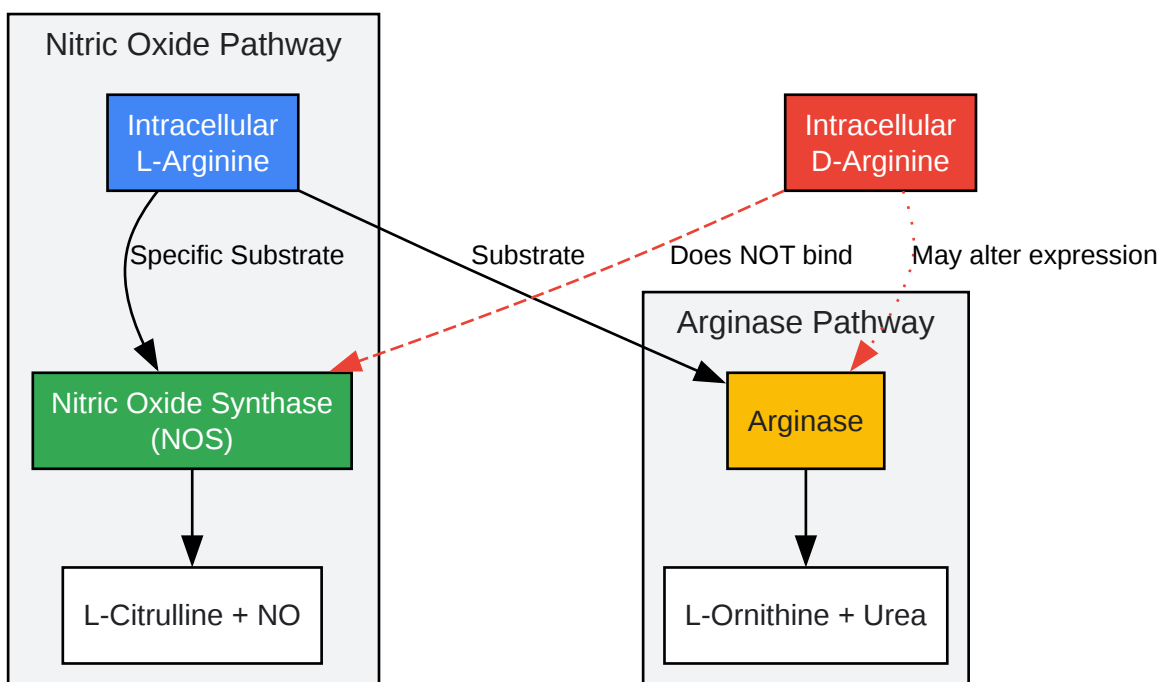 Nitric Oxide Pathway
Intracellular
L-Arginine
Intracellular
D-Arginine
Specific Substrate
Substrate
Does NOT bind
May alter expression
Arginase Pathway
Nitric Oxide Synthase
(NOS)
Arginase
L-Citrulline + NO
L-Ornithine + Urea